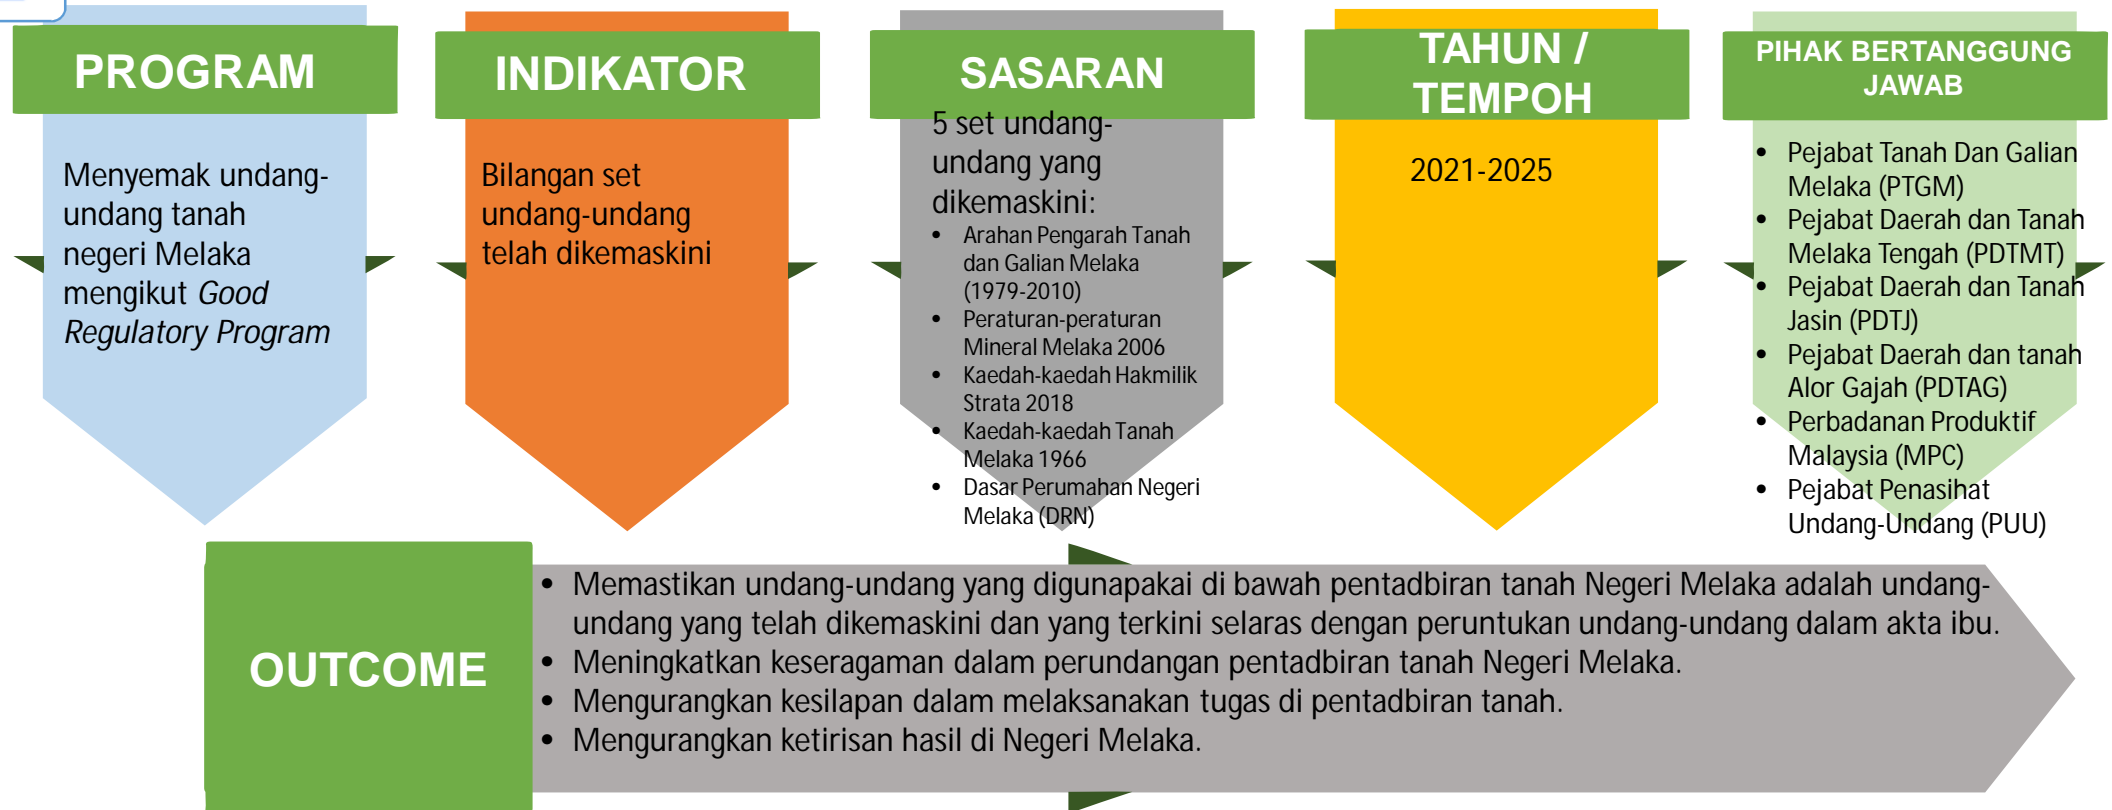 PROGRAM
Menyemak undang-
undang tanah
negeri Melaka
mengikut Good
Regulatory Program
INDIKATOR
Bilangan set
undang-undang
telah dikemaskini
SASARAN
5 set undang-
undang yang
dikemaskini:
• Arahan Pengarah Tanah
dan Galian Melaka
(1979-2010)
• Peraturan-peraturan
Mineral Melaka 2006
• Kaedah-kaedah Hakmilik
Strata 2018
• Kaedah-kaedah Tanah
Melaka 1966
• Dasar Perumahan Negeri
Melaka (DRN)
TAHUN /
TEMPOH
2021-2025
PIHAK BERTANGGUNG
JAWAB
• Pejabat Tanah Dan Galian
Melaka (PTGM)
• Pejabat Daerah dan Tanah
Melaka Tengah (PDTMT)
• Pejabat Daerah dan Tanah
Jasin (PDTJ)
• Pejabat Daerah dan tanah
Alor Gajah (PDTAG)
• Perbadanan Produktif
Malaysia (MPC)
• Pejabat Penasihat
Undang-Undang (PUU)
OUTCOME
• Memastikan undang-undang yang digunapakai di bawah pentadbiran tanah Negeri Melaka adalah undang-
undang yang telah dikemaskini dan yang terkini selaras dengan peruntukan undang-undang dalam akta ibu.
• Meningkatkan keseragaman dalam perundangan pentadbiran tanah Negeri Melaka.
• Mengurangkan kesilapan dalam melaksanakan tugas di pentadbiran tanah.
• Mengurangkan ketirisan hasil di Negeri Melaka.